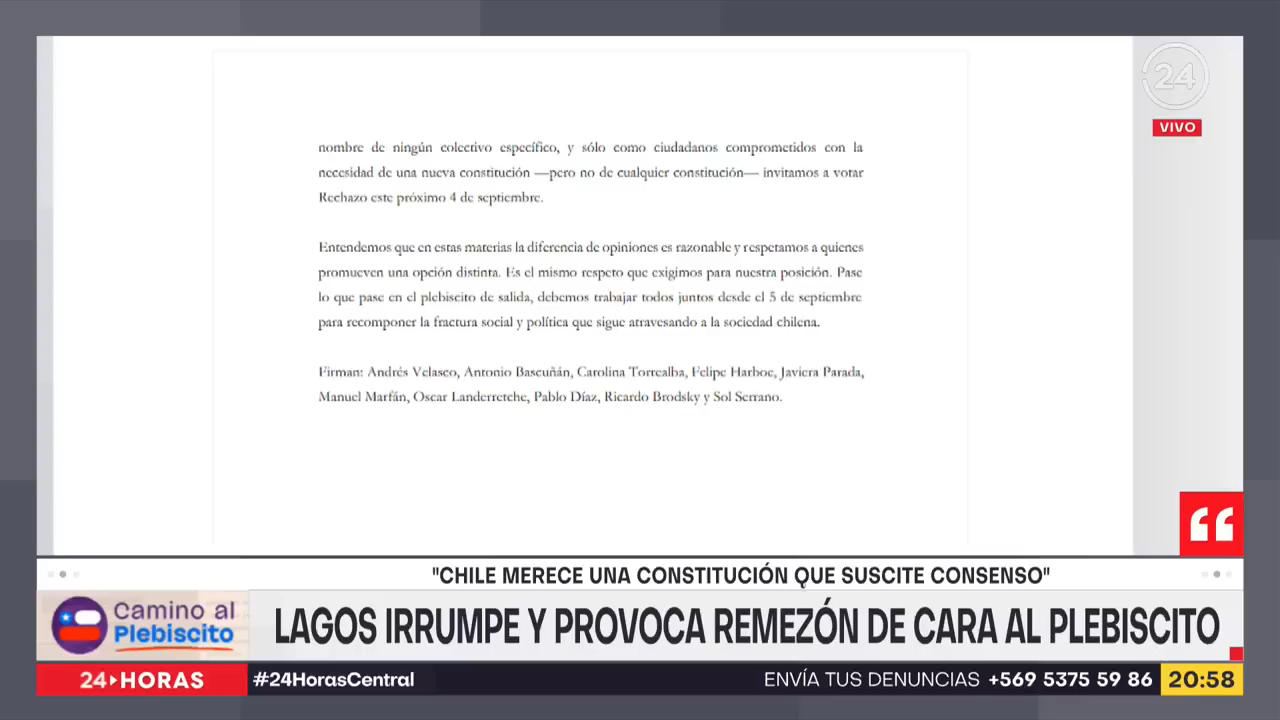 24
VIVO
nombre de ningún colectivo específico, y sólo como ciudadanos comprometidos con la
necesidad de una nueva constitución —pero no de cualquier constitución— invitamos a votar
Rechazo este próximo 4 de septiembre.
Entendemos que en estas materias la diferencia de opiniones es razonable y respetamos a quienes
promueven una opción distinta. Es el mismo respeto que exigimos para nuestra posición. Pase
lo que pase en el plebiscito de salida, debemos trabajar todos juntos desde el 5 de septiembre
para recomponer la fractura social y política que sigue atravesando a la sociedad chilena.
Firman: Andrés Velasco, Antonio Bascuñán, Carolina Torrealba, Felipe Harboe, Javiera Parada,
Manuel Marfán, Oscar Landerretche, Pablo Díaz, Ricardo Brodsky y Sol Serrano.
"CHILE MERECE UNA CONSTITUCIÓN QUE SUSCITE CONSENSO"
Camino al
Plebiscito
LAGOS IRRUMPE Y PROVOCA REMEZÓN DE CARA AL PLEBISCITO
24 HORAS
#24HorasCentral
ENVÍA TUS DENUNCIAS +569 5375 59 86
20:58